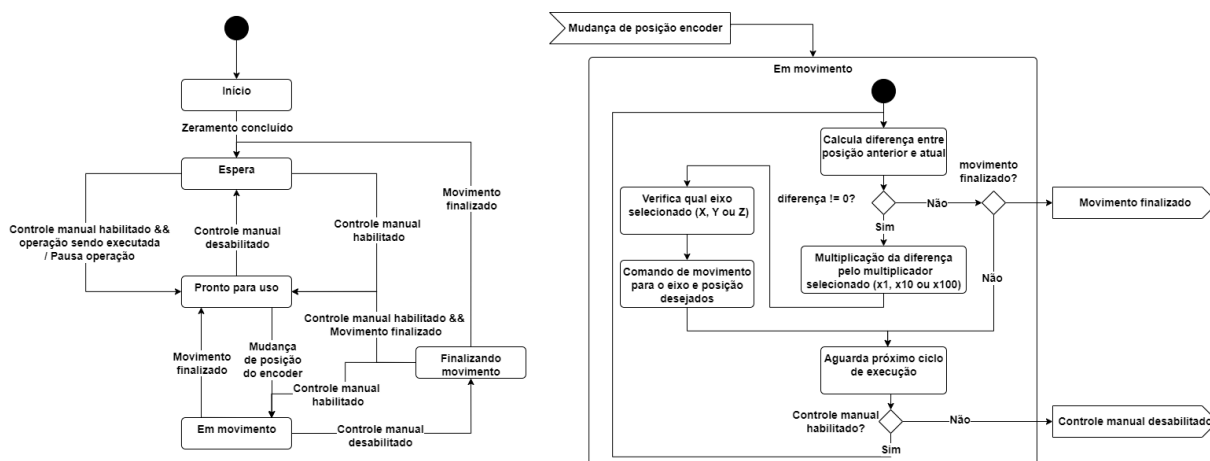 Início
Zeramento concluído
Espera
Controle manual habilitado &&
operação sendo executada
/ Pausa operação
Controle manual
desabilitado
Controle manual
habilitado
Movimento
finalizado
Pronto para uso
Controle manual habilitado &&
Movimento finalizado
Movimento
finalizado
Mudança
de posição
do encoder
Finalizando
movimento
Controle manual
habilitado
Em movimento
Controle manual
desabilitado
Mudança de posição encoder
Em movimento
Calcula diferença entre
posição anterior e atual
movimento
finalizado?
Verifica qual eixo
selecionado (X, Y ou Z)
diferença != 0?
Não
Movimento finalizado
Sim
Comando de movimento
para o eixo e posição
desejados
Multiplicação da diferença
pelo multiplicador
selecionado (x1, x10 ou x100)
Não
Aguarda próximo ciclo
de execução
Controle manual
habilitado?
Não
Controle manual desabilitado
Sim